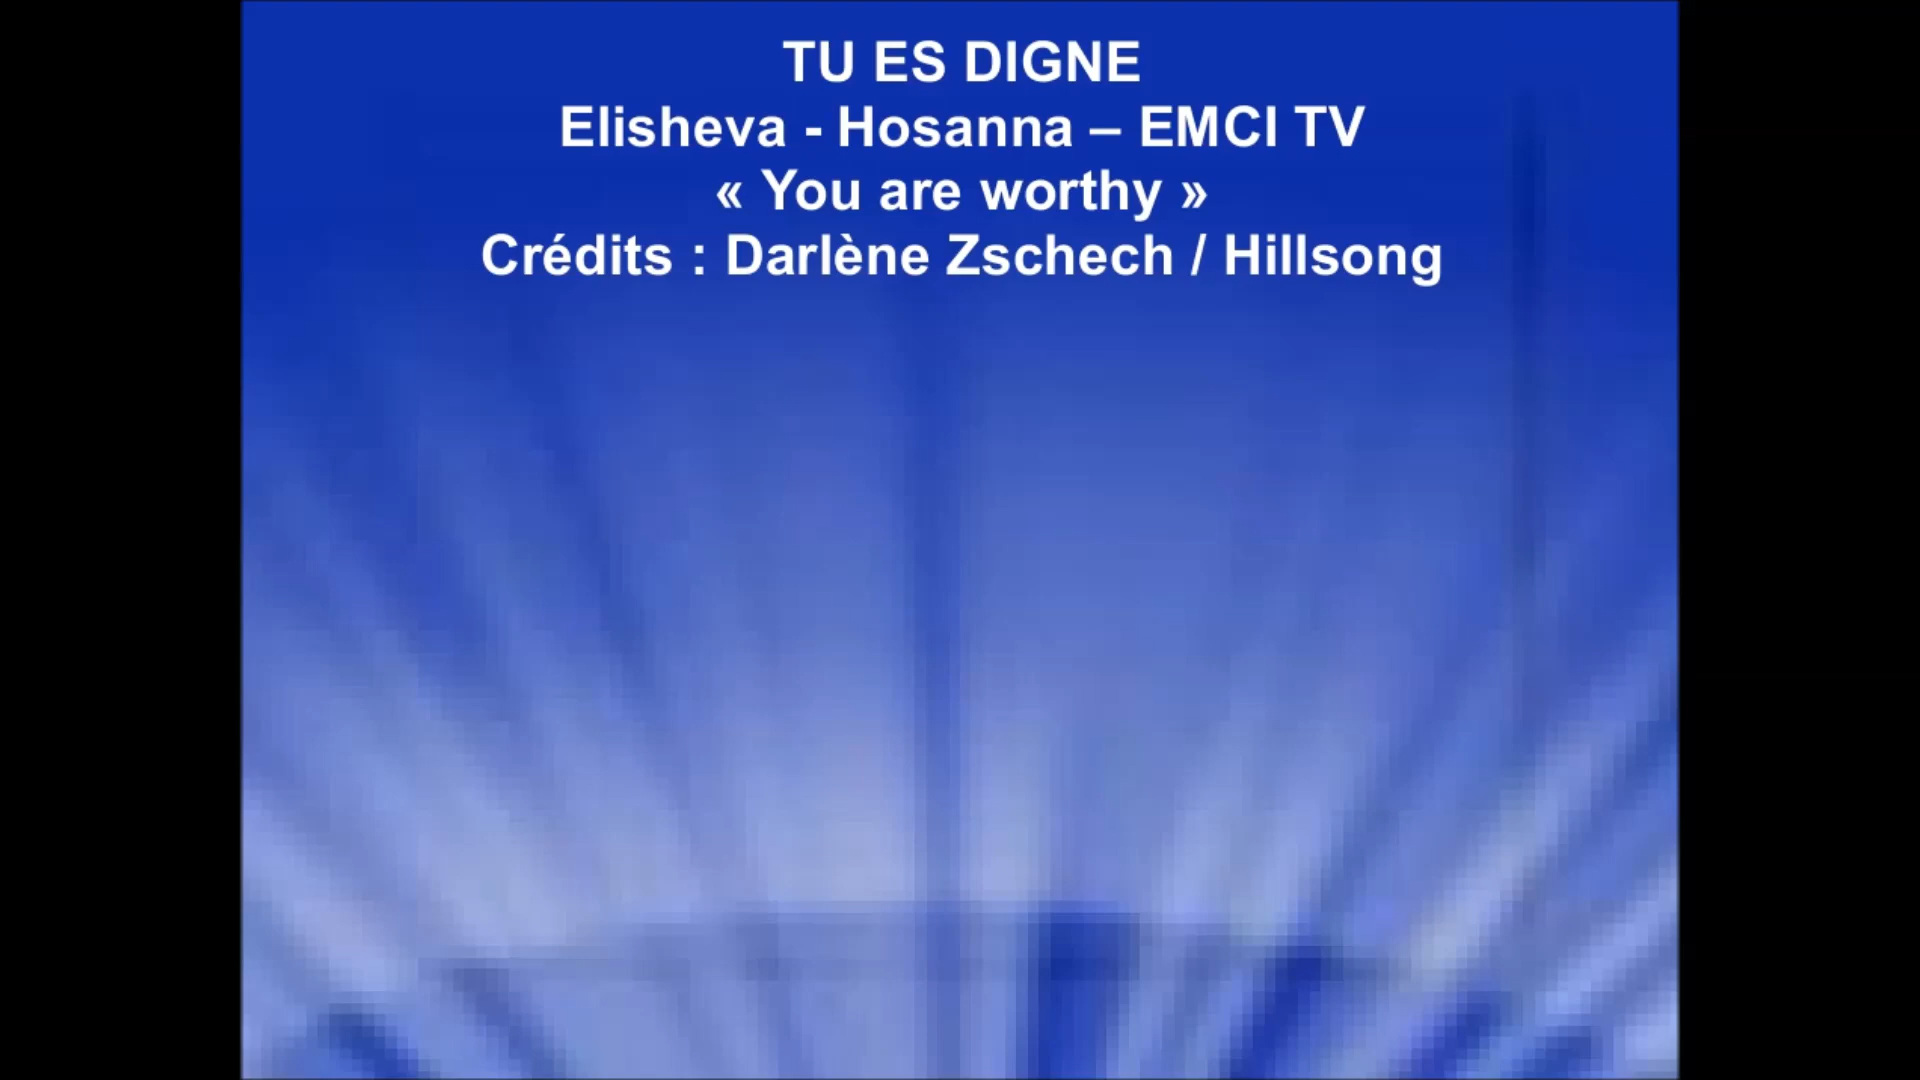 TU ES DIGNE
Elisheva - Hosanna – EMCI TV
« You are worthy »
Crédits : Darlène Zschech / Hillsong